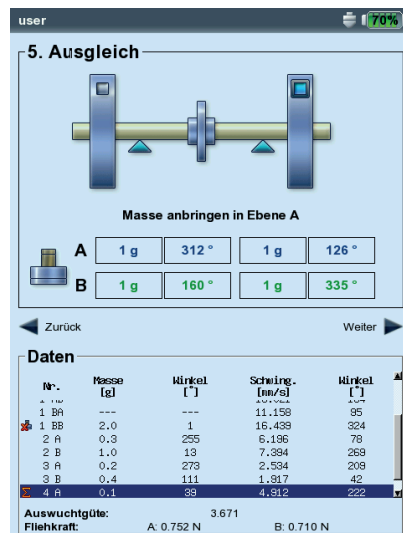 user 70%
5. Ausgleich
Masse anbringen in Ebene A
A 1 g 312 ° 1 g 126 °
B 1 g 160 ° 1 g 335 °
Zurück Weiter
Daten
Nr. Masse Winkel Schwing. Winkel
[g] [°] [mm/s] [°]
1 BA --- --- 11.158 95
1 BB 2.0 1 16.439 324
2 A 0.3 255 6.196 78
2 B 1.0 13 7.394 269
3 A 0.2 273 2.534 209
3 B 0.4 111 1.917 42
Σ 4 A 0.1 39 4.912 222
Auswuchtgüte: 3.671
Fliehkraft: A: 0.752 N B: 0.710 N